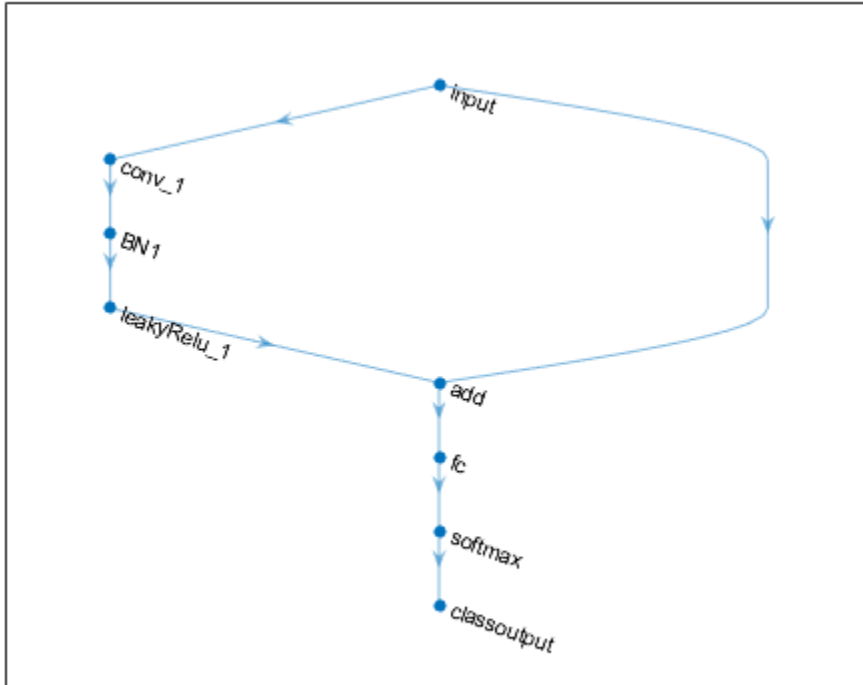 input
conv_1
BN1
leakyRelu_1
add
fc
softmax
classoutput